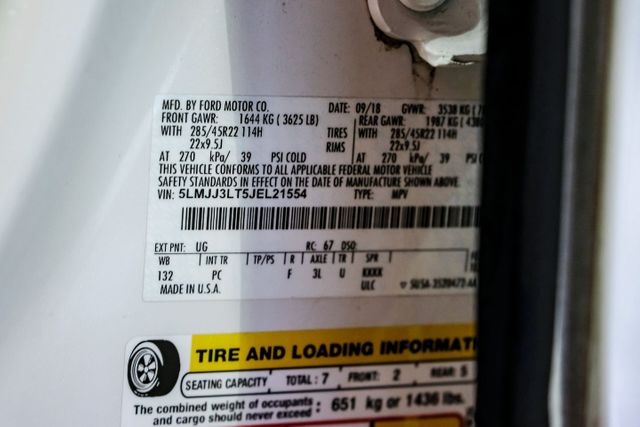 MFD. BY FORD MOTOR CO. DATE: 09/18 GVWR: 3538 KG
FRONT GAWR: 1644 KG ( 3625 LB) REAR GAWR: 1987 KG
WITH 285/45R22 114H TIRES WITH 285/45R22 114H
22x9.5J RIMS 22x9.5J
AT 270 kPa/ 39 PSI COLD AT 270 kPa/ 39 PSI
THIS VEHICLE CONFORMS TO ALL APPLICABLE FEDERAL MOTOR VEHICLE
SAFETY STANDARDS IN EFFECT ON THE DATE OF MANUFACTURE SHOWN ABOVE.
VIN: 5LMJJ3LT5JEL21554 TYPE: MPV
EXT PNT: UG RC: 67 DSO:
WB INT TR TP/PS R AXLE TR SPR
132 PC F 3L U KKKK
MADE IN U.S.A. ULC
TIRE AND LOADING INFORMAT
SEATING CAPACITY TOTAL: 7 FRONT: 2 REAR: 5
The combined weight of occupants : 651 kg or 1436 lbs.
and cargo should never exceed